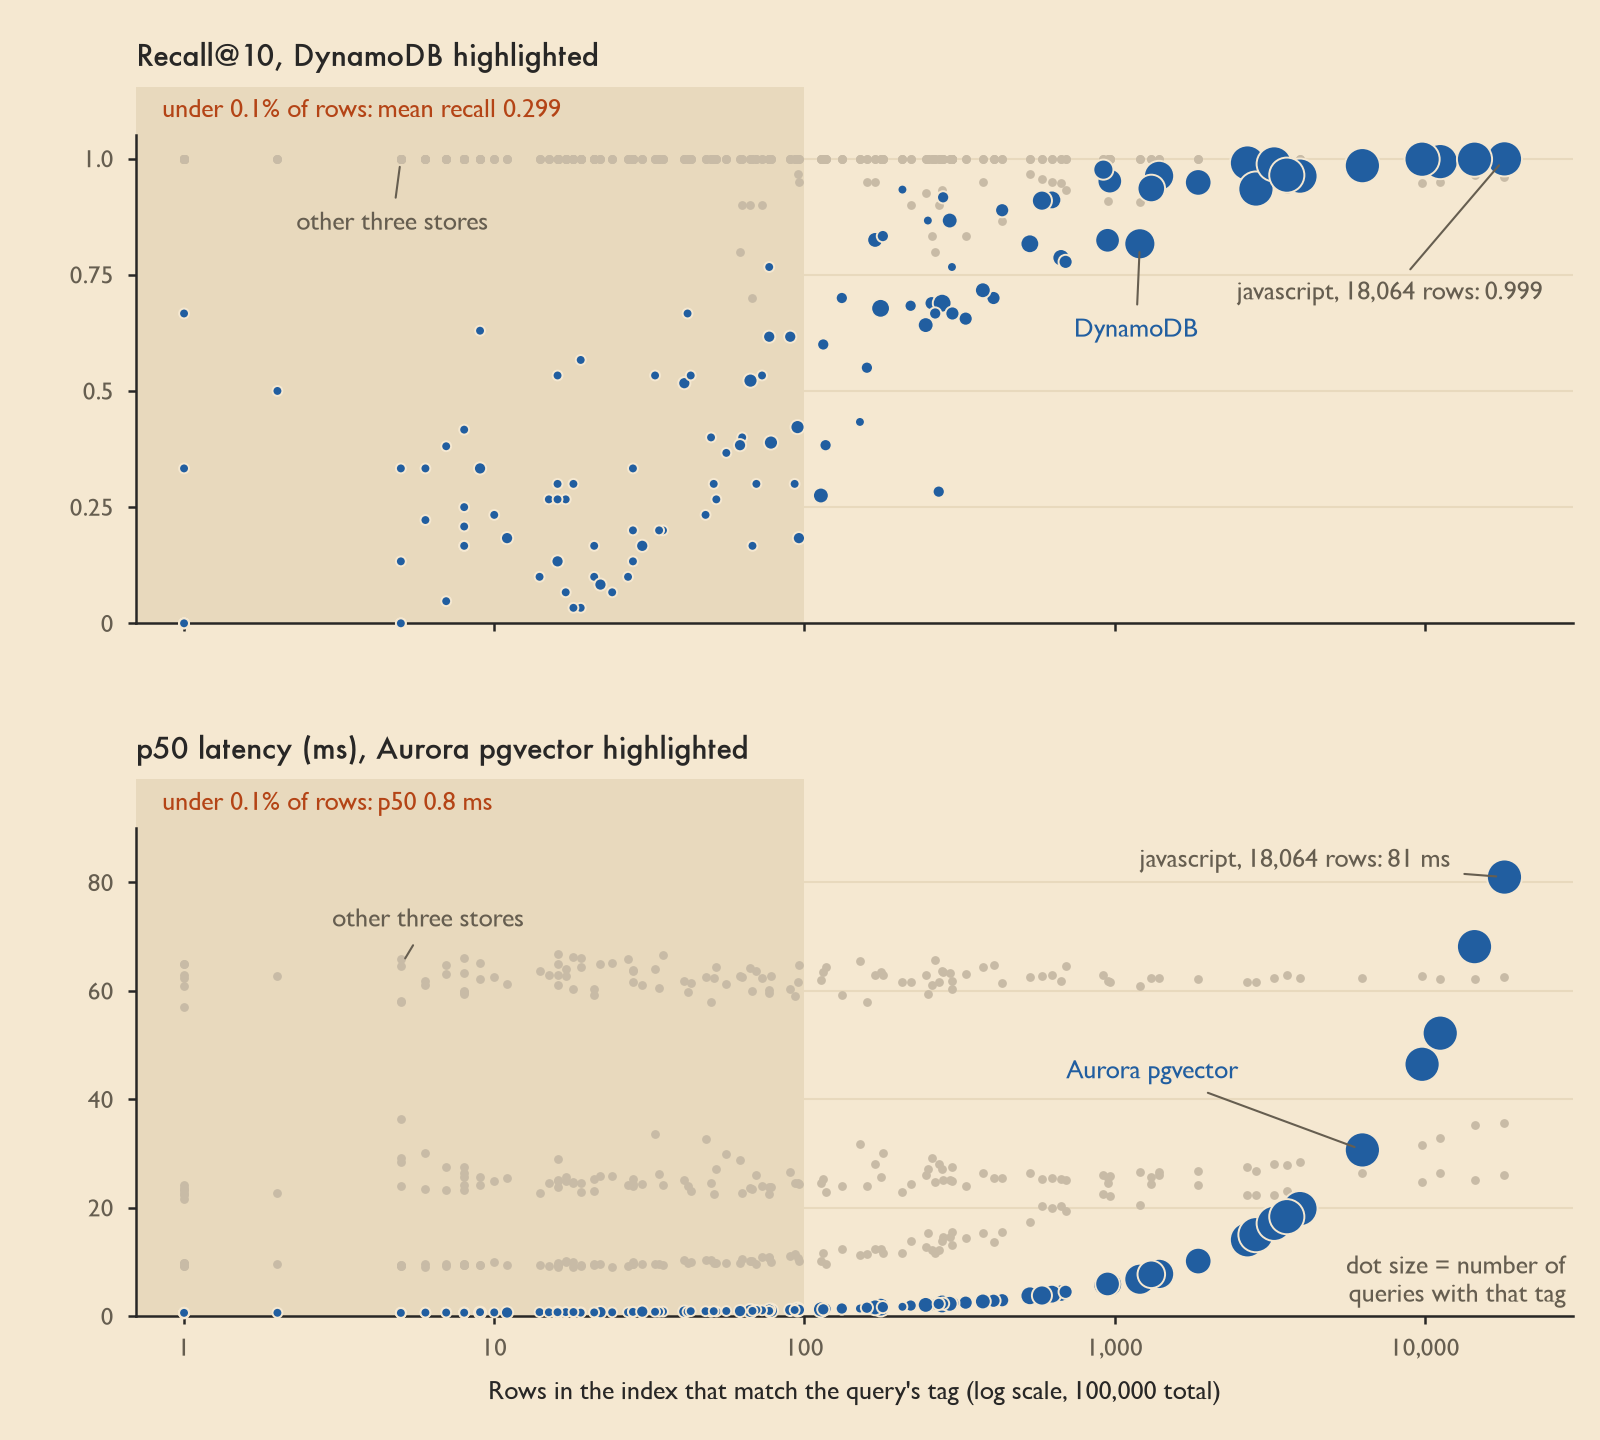 Recall@10, DynamoDB highlighted
under 0.1% of rows: mean recall 0.299
1.0
other three stores
0.75
javascript, 18,064 rows: 0.999
DynamoDB
0.5
0.25
0
p50 latency (ms), Aurora pgvector highlighted
under 0.1% of rows: p50 0.8 ms
javascript, 18,064 rows: 81 ms
80
other three stores
60
Aurora pgvector
40
20
dot size = number of
queries with that tag
0
1 10 100 1,000 10,000
Rows in the index that match the query's tag (log scale, 100,000 total)